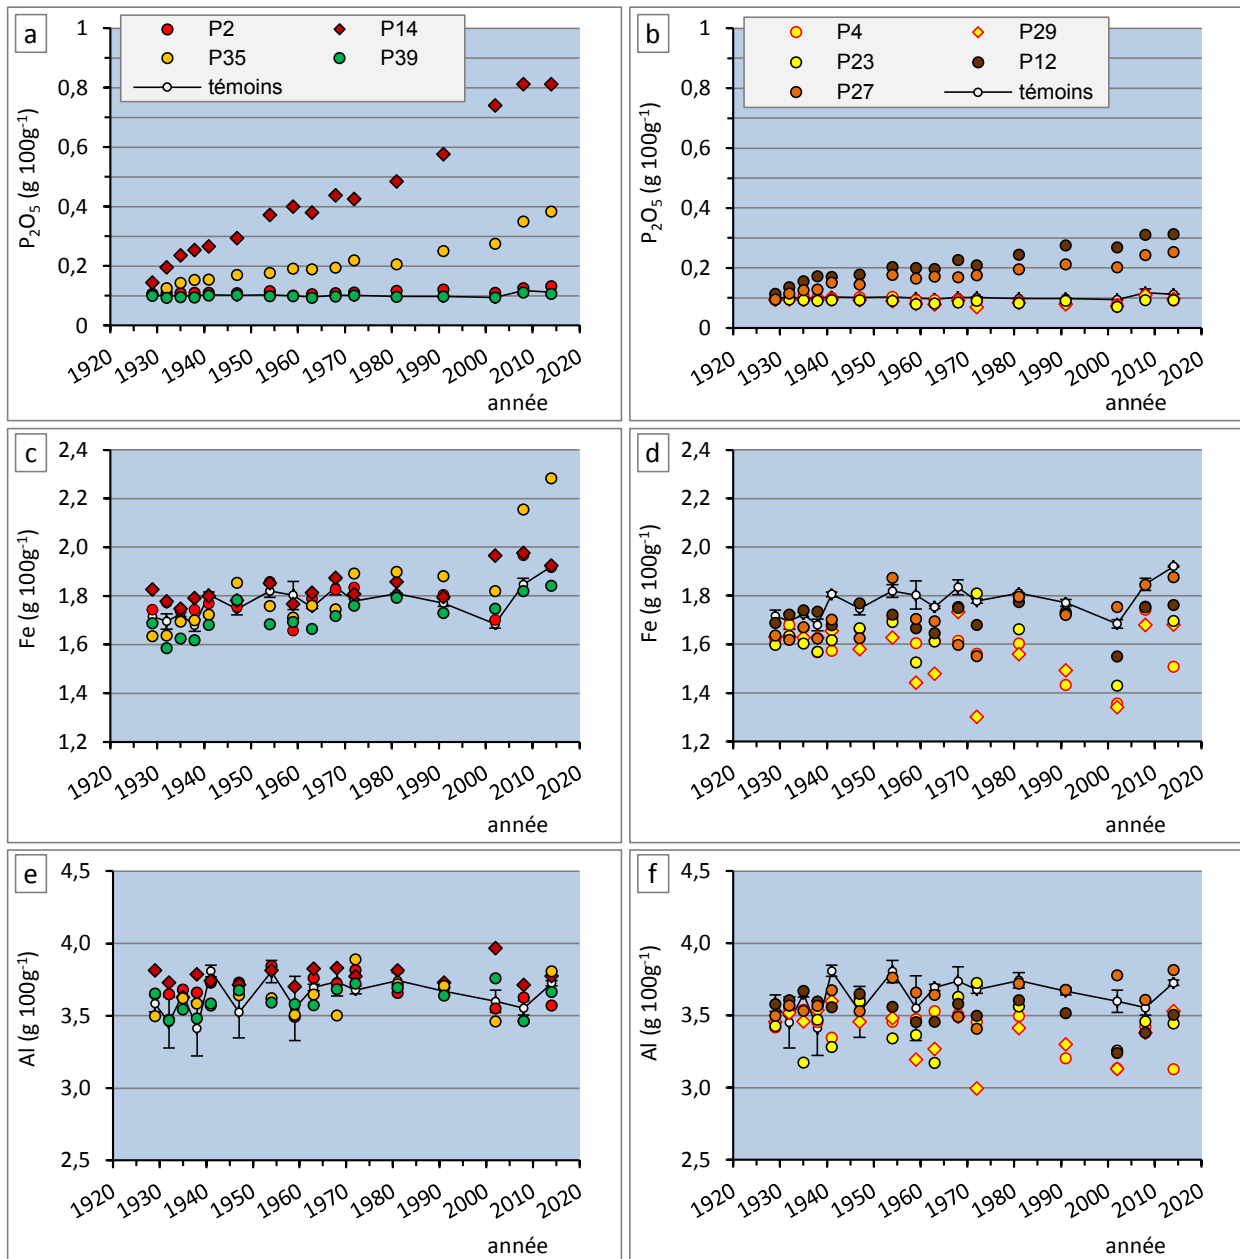 a
P2 P14
P35 P39
témoins
P₂O₅ (g 100g⁻¹)
1
0,8
0,6
0,4
0,2
0
1920 1930 1940 1950 1960 1970 1980 1990 2000 2010 2020
année
b
P4 P29
P23 P12
P27 témoins
P₂O₅ (g 100g⁻¹)
1
0,8
0,6
0,4
0,2
0
1920 1930 1940 1950 1960 1970 1980 1990 2000 2010 2020
année
c
Fe (g 100g⁻¹)
2,4
2,2
2,0
1,8
1,6
1,4
1,2
1920 1930 1940 1950 1960 1970 1980 1990 2000 2010 2020
année
d
Fe (g 100g⁻¹)
2,4
2,2
2,0
1,8
1,6
1,4
1,2
1920 1930 1940 1950 1960 1970 1980 1990 2000 2010 2020
année
e
Al (g 100g⁻¹)
4,5
4,0
3,5
3,0
2,5
1920 1930 1940 1950 1960 1970 1980 1990 2000 2010 2020
année
f
Al (g 100g⁻¹)
4,5
4,0
3,5
3,0
2,5
1920 1930 1940 1950 1960 1970 1980 1990 2000 2010 2020
année